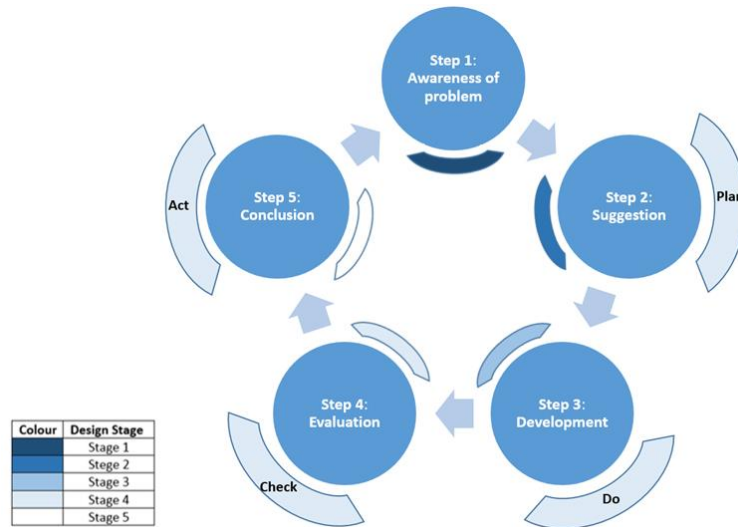 Step 1:
Awareness of
problem
Step 2:
Suggestion
Plan
Step 3:
Development
Do
Step 4:
Evaluation
Check
Step 5:
Conclusion
Act
Colour Design Stage
Stage 1
Stege 2
Stage 3
Stage 4
Stage 5